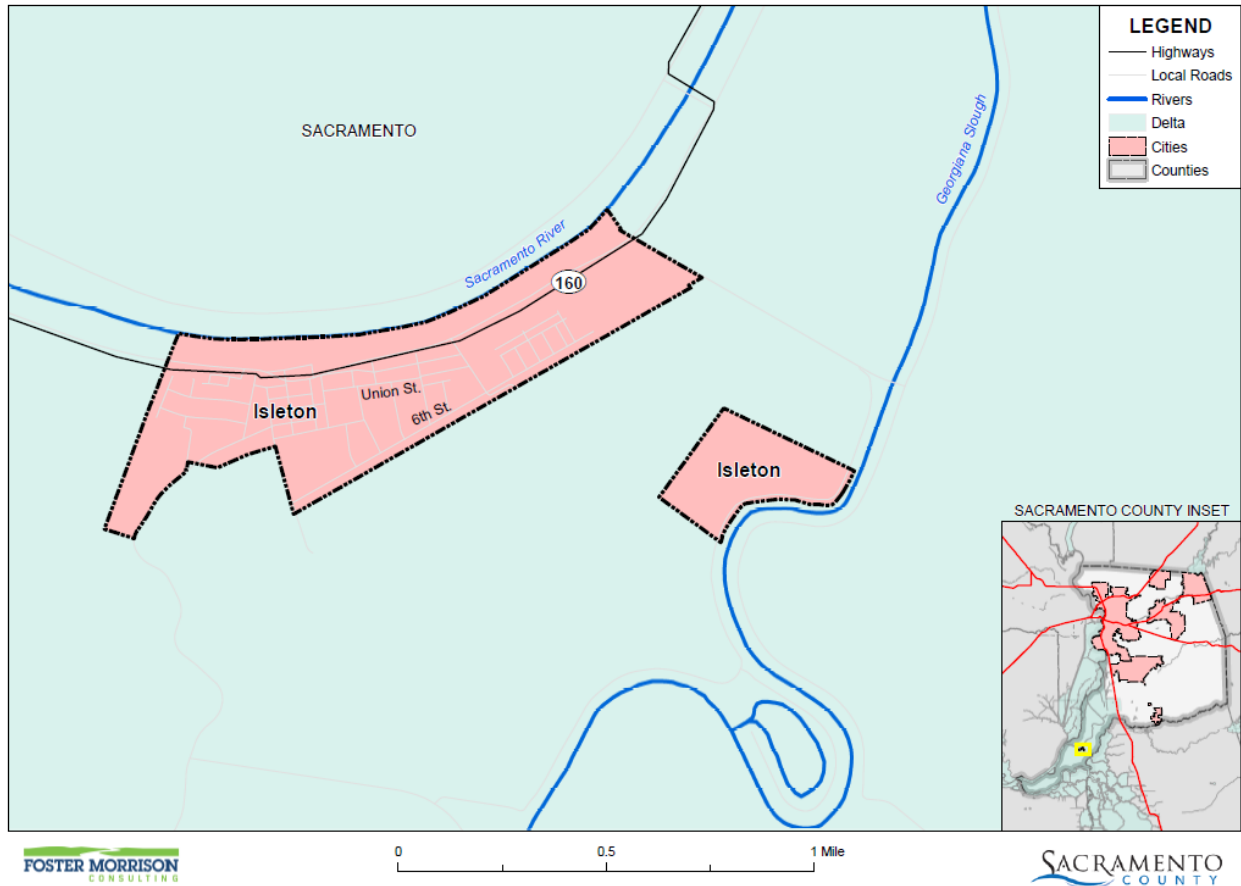 LEGEND
Highways
Local Roads
Rivers
Delta
Cities
Counties
SACRAMENTO
Georgiana Slough
Sacramento River
160
Union St.
Isleton
6th St.
Isleton
SACRAMENTO COUNTY INSET
FOSTER MORRISON
CONSULTING
0 0.5 1 Mile
SACRAMENTO
COUNTY